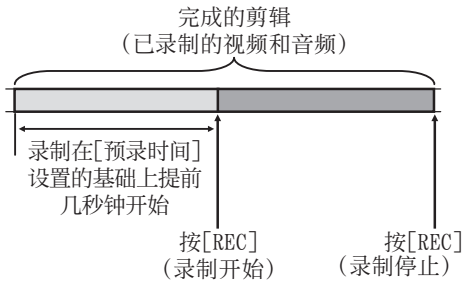 完成的剪辑
（已录制的视频和音频）
录制在[预录时间]
设置的基础上提前
几秒钟开始
按[REC]
（录制开始）
按[REC]
（录制停止）